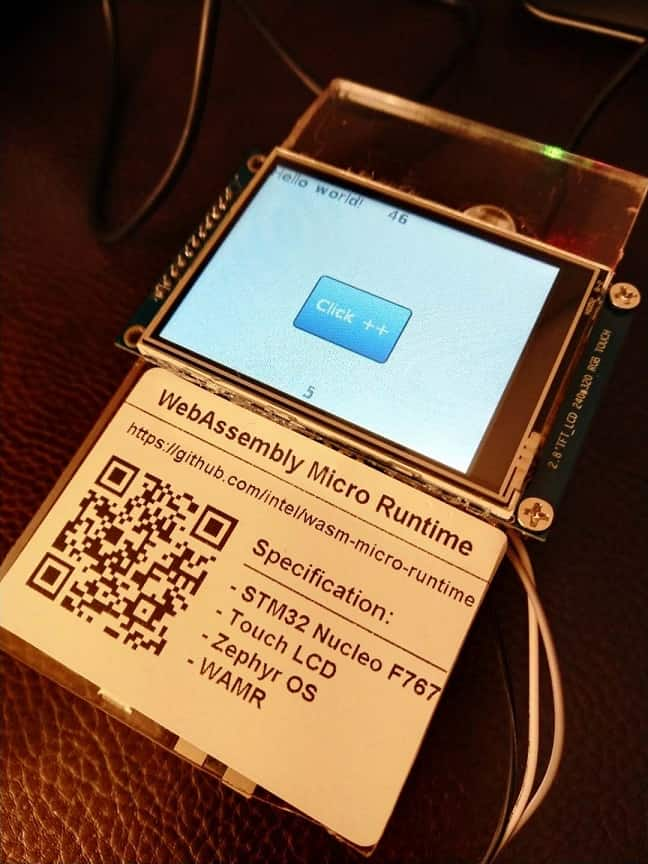 Hello world! 46
Click ++
5
2.8'TFT_LCD 240x320 RGB TOUCH
WebAssembly Micro Runtime
https://github.com/intel/wasm-micro-runtime
Specification:
- STM32 Nucleo F767
- Touch LCD
- Zephyr OS
- WAMR